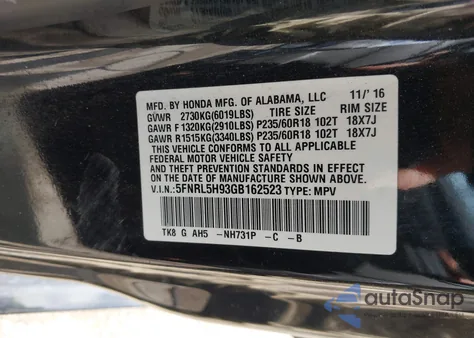 MFD. BY HONDA MFG. OF ALABAMA, LLC 11/'16
GVWR 2730KG(6019LBS) TIRE SIZE RIM SIZE
GAWR F1320KG(2910LBS) P235/60R18 102T 18X7J
GAWR R1515KG(3340LBS) P235/60R18 102T 18X7J
THIS VEHICLE CONFORMS TO ALL APPLICABLE
FEDERAL MOTOR VEHICLE SAFETY, BUMPER,
AND THEFT PREVENTION STANDARDS IN EFFECT
ON THE DATE OF MANUFACTURE SHOWN ABOVE.
V.I.N.: 5FNRL5H93GB162523 TYPE: MPV
TK8 G AH5 -NH731P -C -B
autoSnap